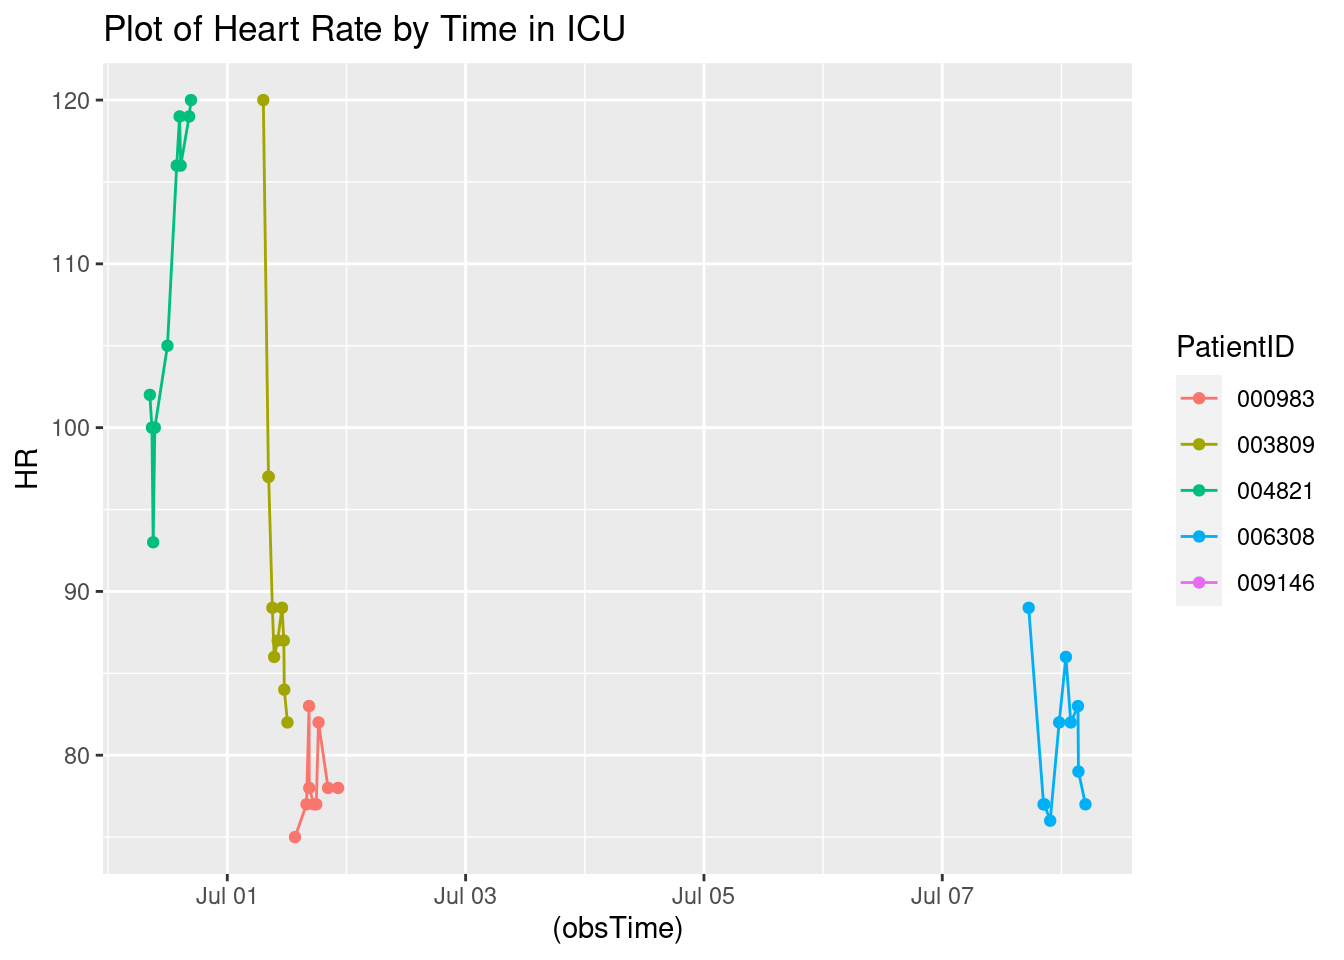 Plot of Heart Rate by Time in ICU
120
110
100
90
80
HR
Jul 01
Jul 03
Jul 05
Jul 07
(obsTime)
PatientID
000983
003809
004821
006308
009146